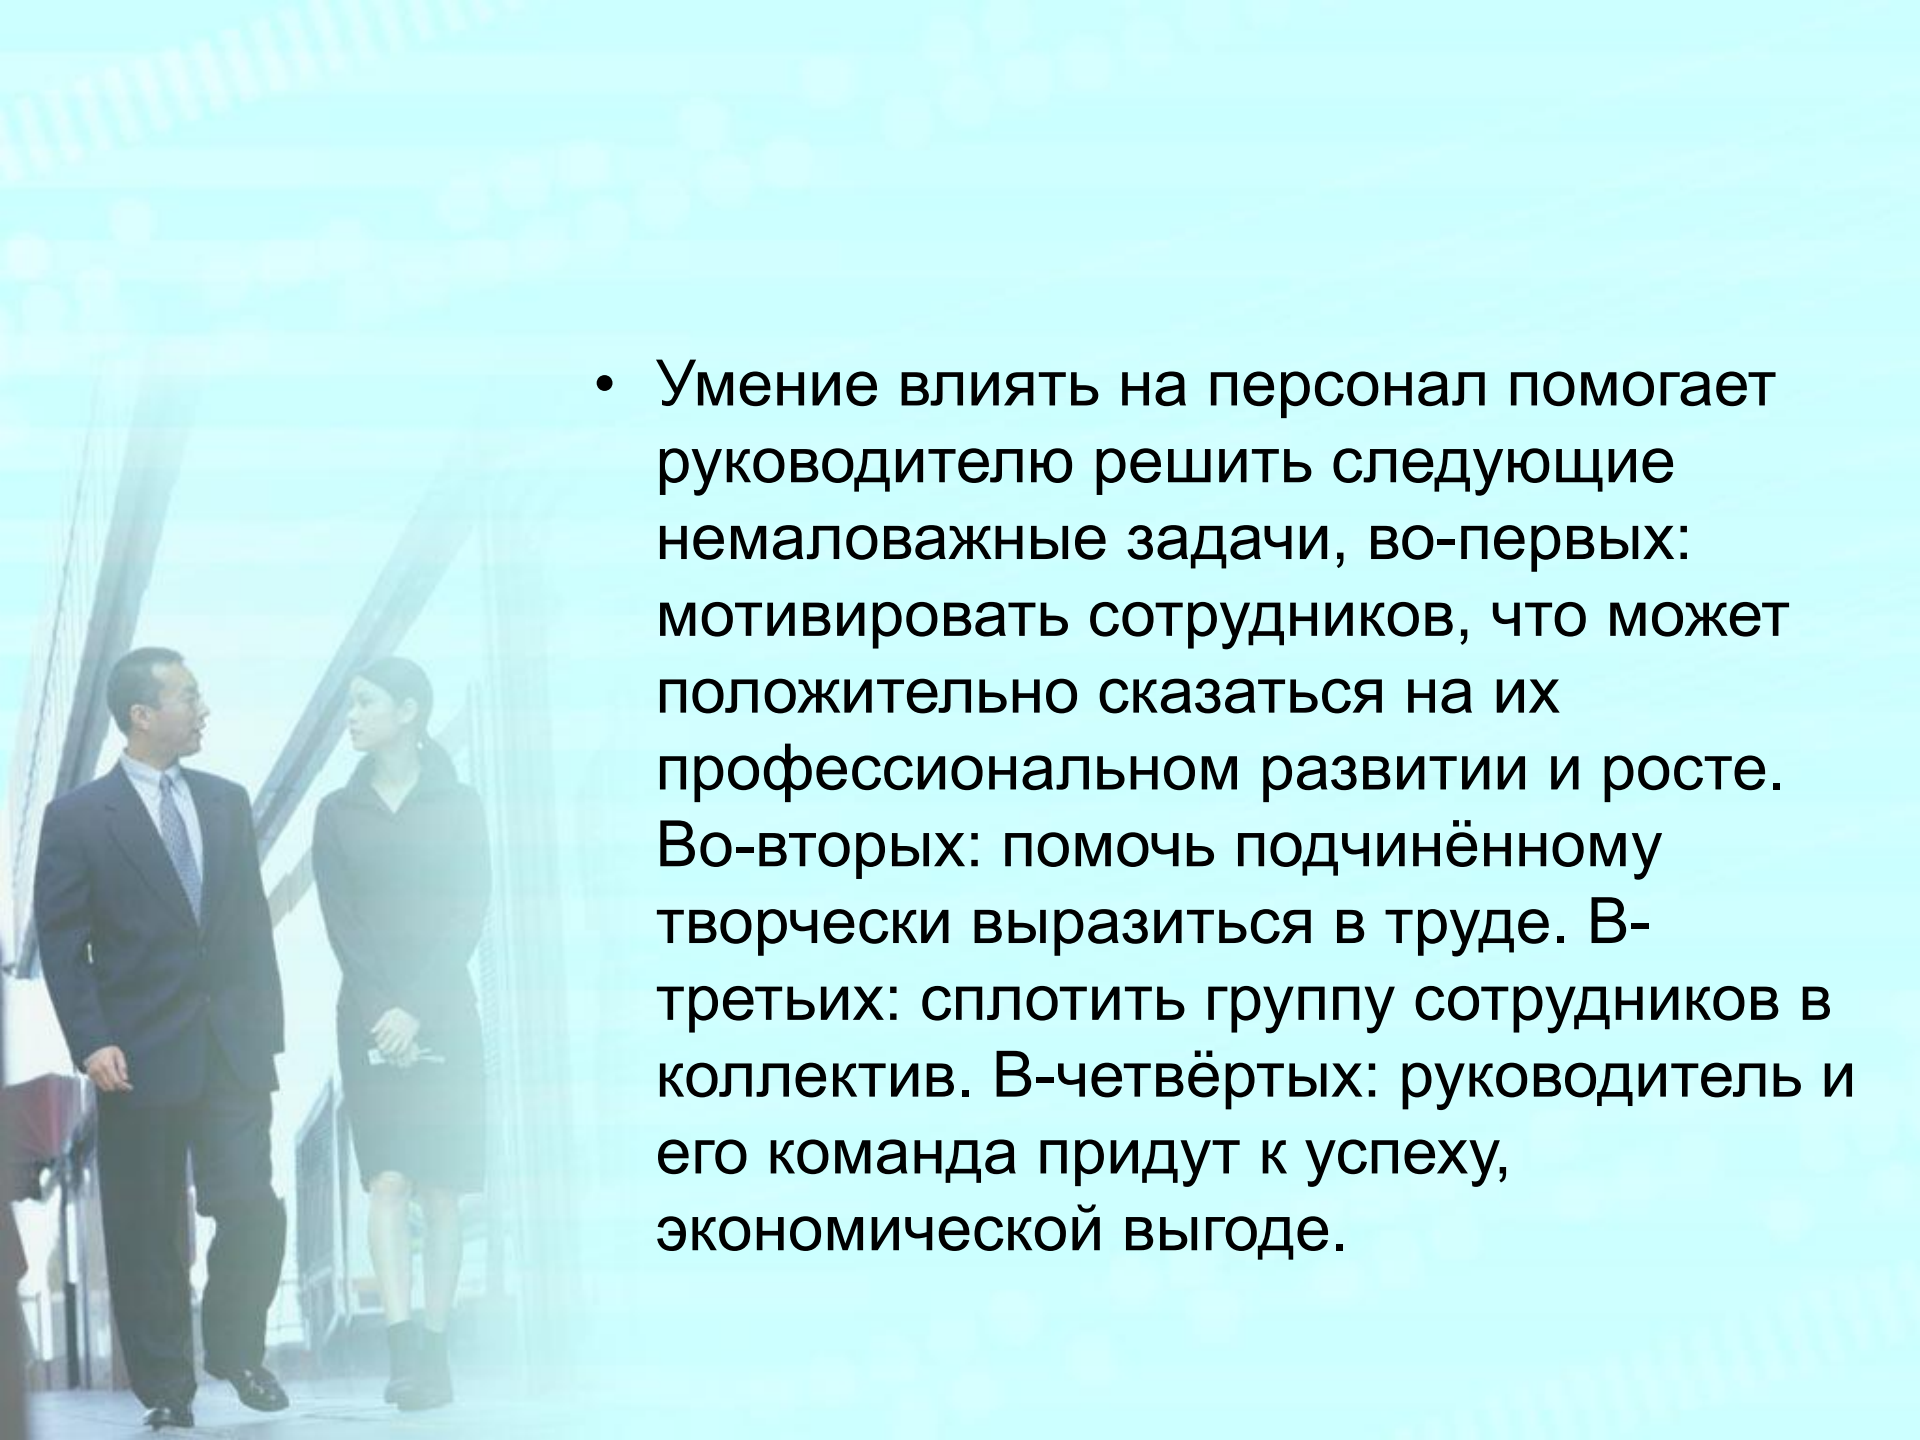 • Умение влиять на персонал помогает
руководителю решить следующие
немаловажные задачи, во-первых:
мотивировать сотрудников, что может
положительно сказаться на их
профессиональном развитии и росте.
Во-вторых: помочь подчинённому
творчески выразиться в труде. В-
третьих: сплотить группу сотрудников в
коллектив. В-четвёртых: руководитель и
его команда придут к успеху,
экономической выгоде.